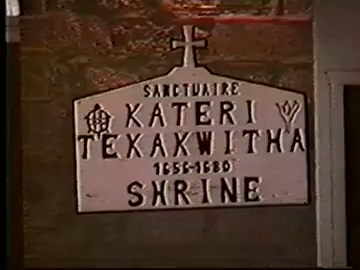 SANCTUAIRE
KATERI
TEKAKWITHA
1656-1680
SHRINE